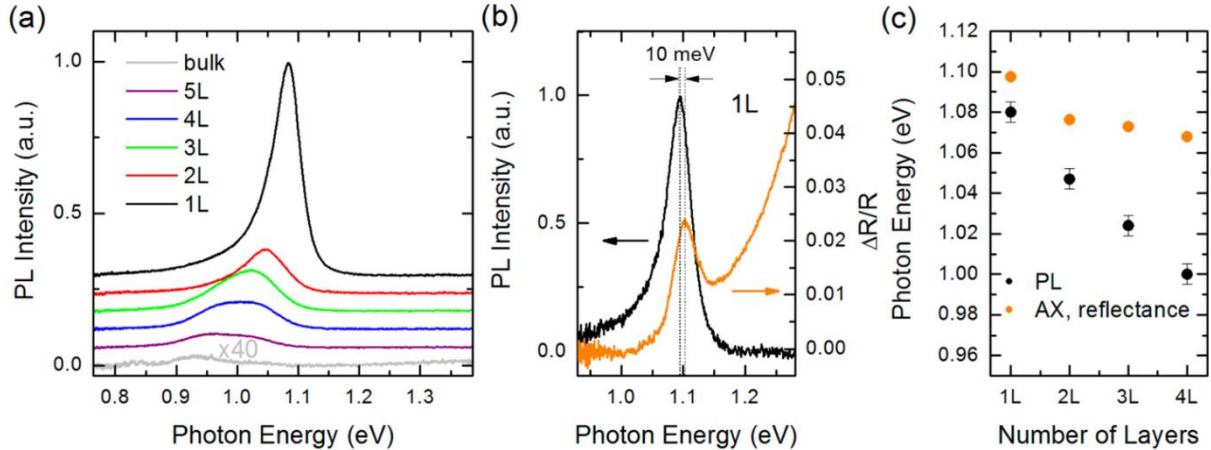 (a)
PL Intensity (a.u.)
1.0
0.5
0.0
bulk
5L
4L
3L
2L
1L
x40
0.8 0.9 1.0 1.1 1.2 1.3
Photon Energy (eV)
(b)
PL Intensity (a.u.)
1.0
0.5
0.0
10 meV
1L
0.05
0.04
0.03
0.02
0.01
0.00
ΔR/R
1.0 1.1 1.2
Photon Energy (eV)
(c)
Photon Energy (eV)
1.12
1.10
1.08
1.06
1.04
1.02
1.00
0.98
0.96
PL
AX, reflectance
1L 2L 3L 4L
Number of Layers